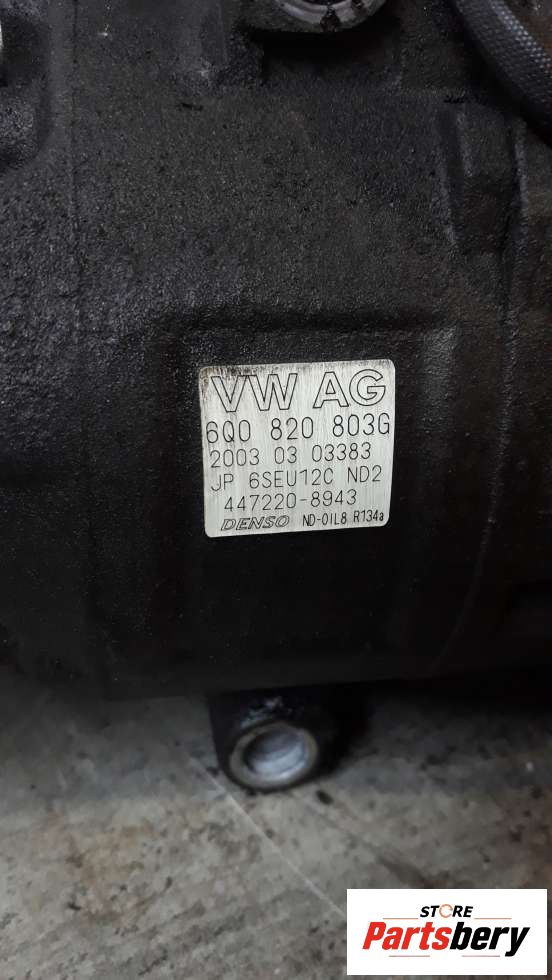 VW AG
6Q0 820 803G
2003 03 03383
JP 6SEU12C ND2
447220-8943
DENSO ND-OIL8 R134a
STORE
Partsbery